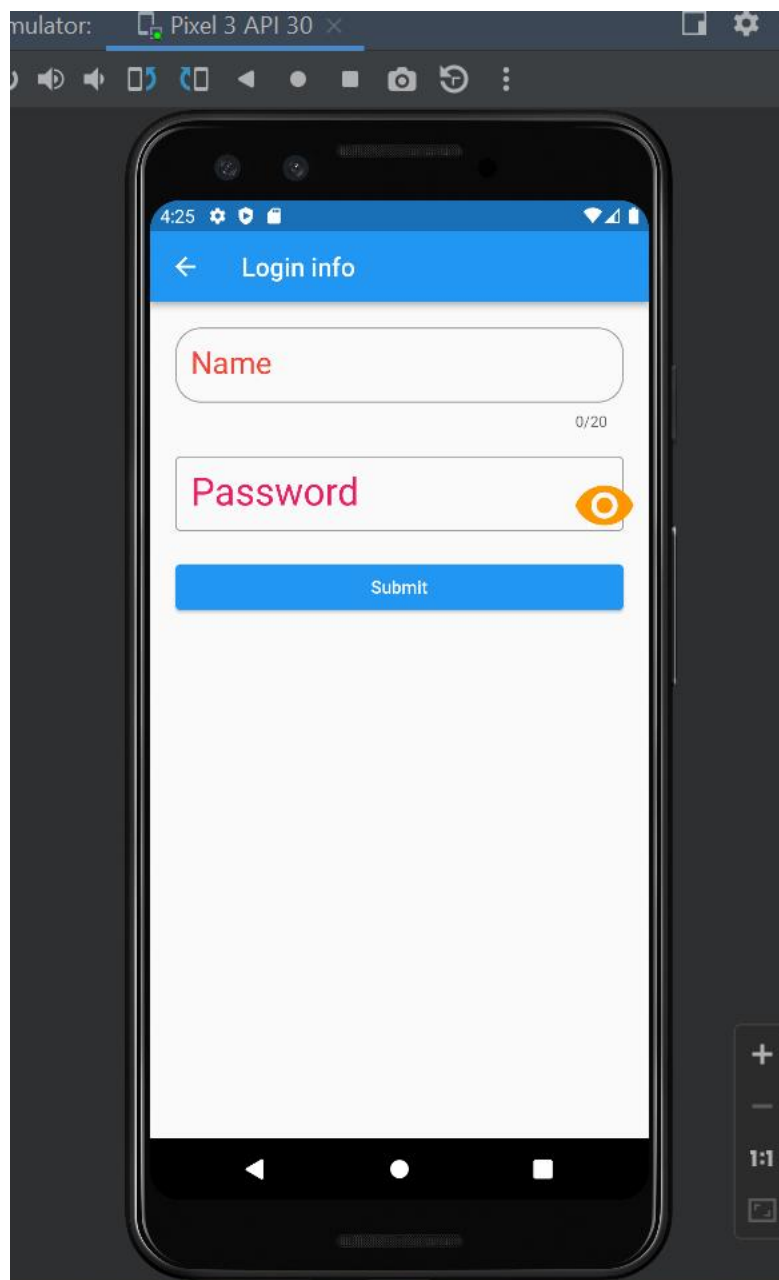 mulator:
Pixel 3 API 30
4:25
Login info
Name
0/20
Password
Submit
1:1